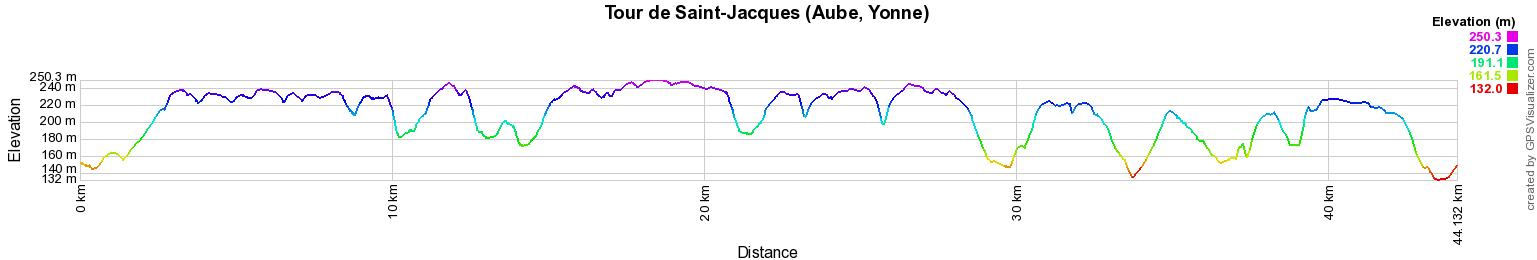 Tour de Saint-Jacques (Aube, Yonne)
Elevation (m)
250.3
220.7
191.1
161.5
132.0
250.3 m
240 m
220 m
200 m
180 m
160 m
140 m
132 m
Elevation
0 km
10 km
20 km
30 km
40 km
44.132 km
Distance
created by GPSVisualizer.com